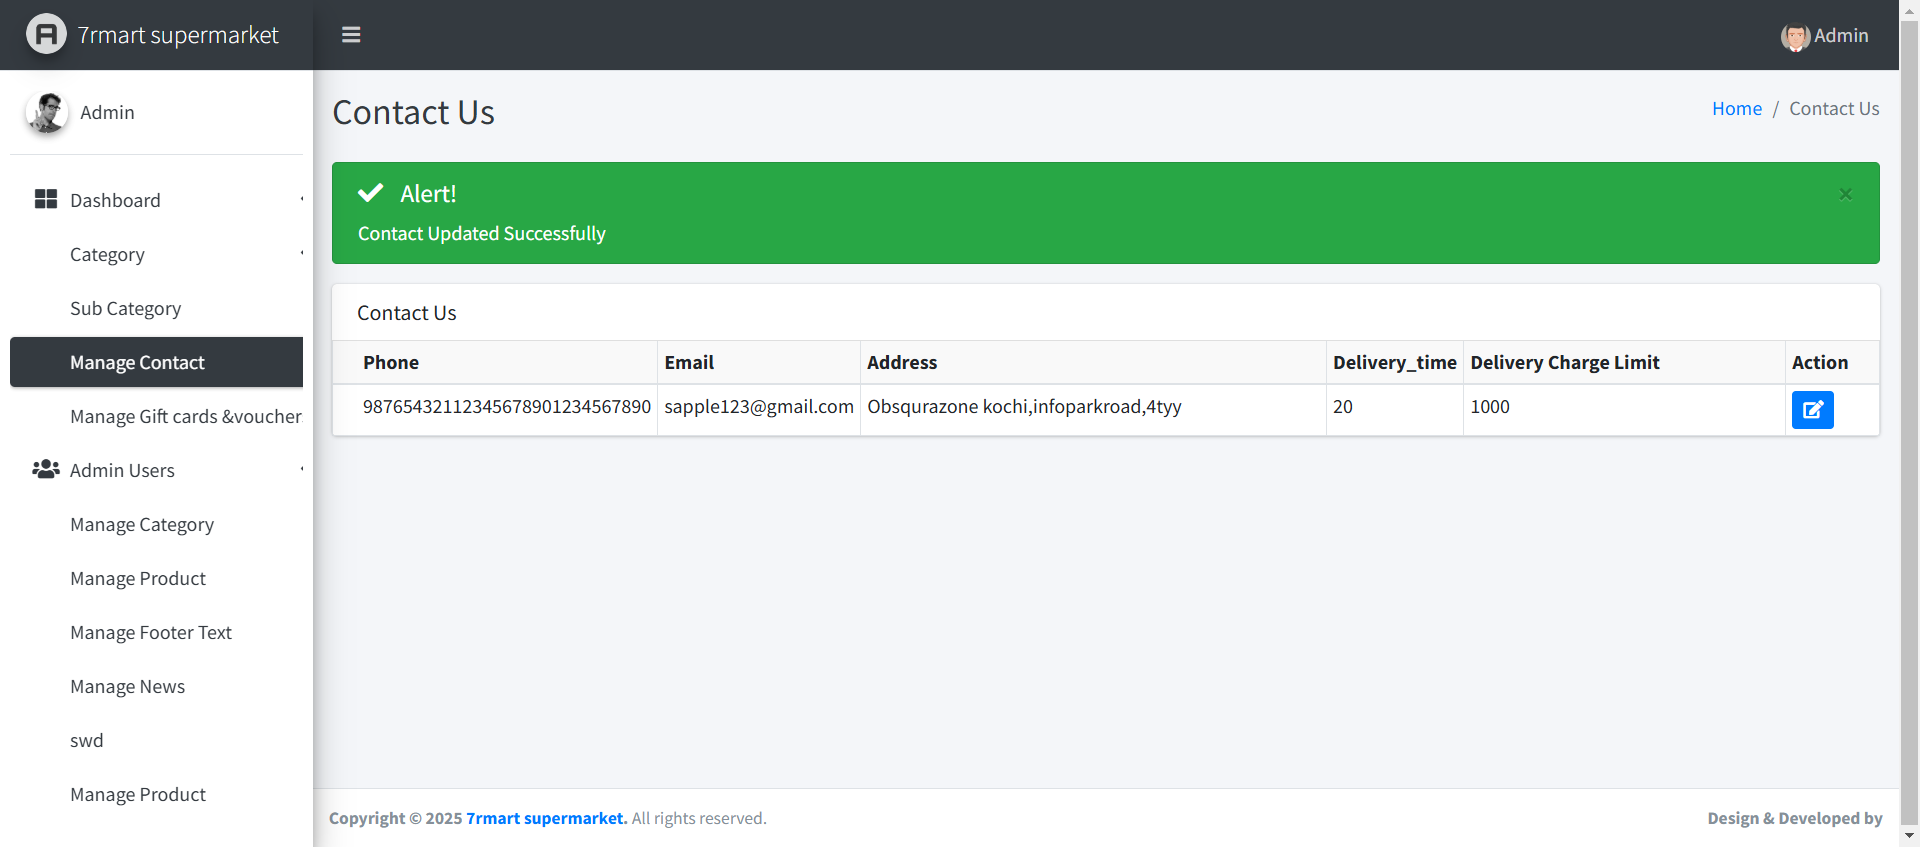 7rmart supermarket
Admin
Admin
Dashboard
Category
Sub Category
Manage Contact
Manage Gift cards &voucher
Admin Users
Manage Category
Manage Product
Manage Footer Text
Manage News
swd
Manage Product
Contact Us
Home / Contact Us
Alert!
×
Contact Updated Successfully
Contact Us
Phone Email Address Delivery_time Delivery Charge Limit Action
98765432112345678901234567890 sapple123@gmail.com Obsqurazone kochi,infoparkroad,4tyy 20 1000
Copyright © 2025 7rmart supermarket. All rights reserved.
Design & Developed by